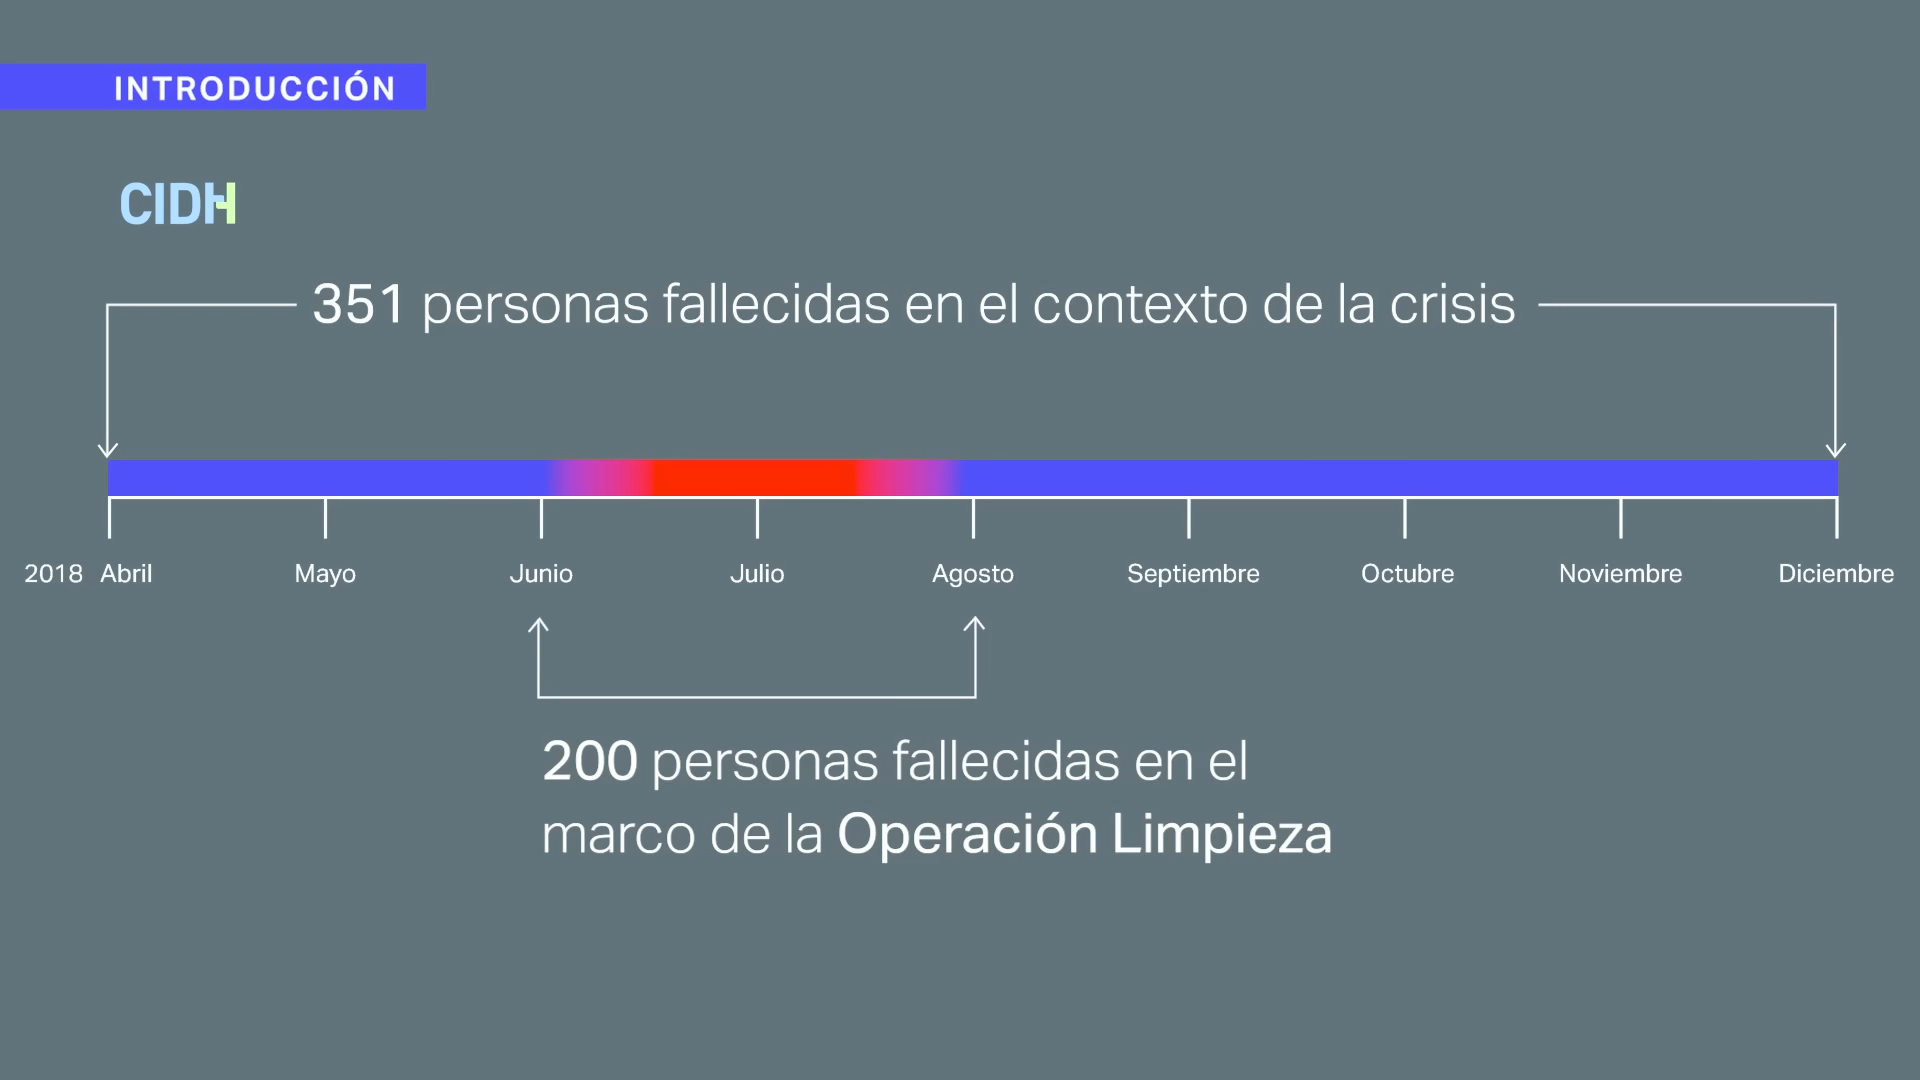 INTRODUCCIÓN
CIDH
351 personas fallecidas en el contexto de la crisis
2018 Abril Mayo Junio Julio Agosto Septiembre Octubre Noviembre Diciembre
200 personas fallecidas en el
marco de la Operación Limpieza